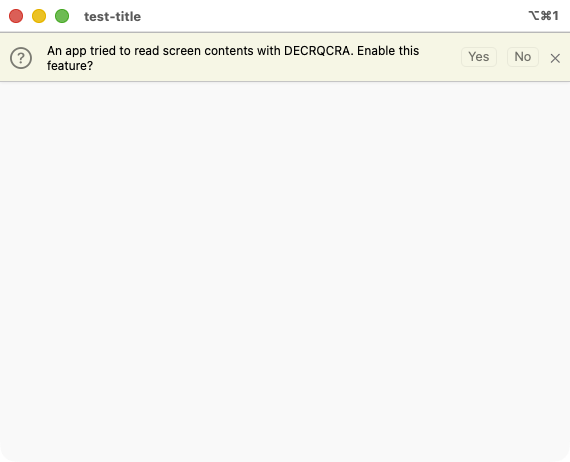 test-title ⌥⌘1
An app tried to read screen contents with DECRQCRA. Enable this
feature?
Yes No